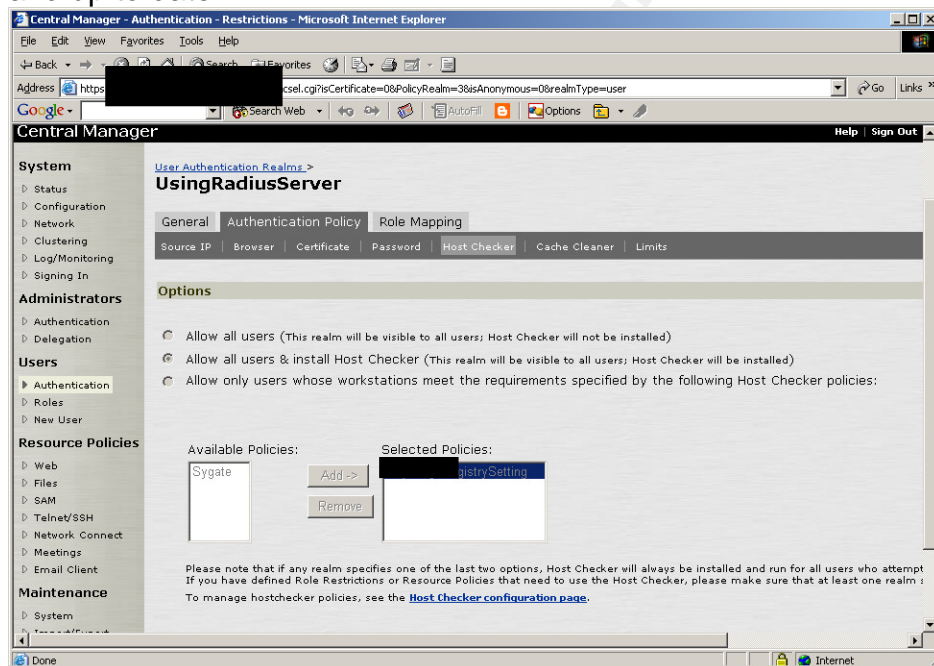 Central Manager - Authentication - Restrictions - Microsoft Internet Explorer
File Edit View Favorites Tools Help
Back Search Favorites
Address https csel.cgi?isCertificate=0&PolicyRealm=3&isAnonymous=0&realmType=user Go Links »
Google Search Web AutoFill Options
Central Manager Help | Sign Out
System
Status
Configuration
Network
Clustering
Log/Monitoring
Signing In
Administrators
Authentication
Delegation
Users
Authentication
Roles
New User
Resource Policies
Web
Files
SAM
Telnet/SSH
Network Connect
Meetings
Email Client
Maintenance
System
Import/Export
User Authentication Realms >
UsingRadiusServer
General Authentication Policy Role Mapping
Source IP | Browser | Certificate | Password | Host Checker | Cache Cleaner | Limits
Options
Allow all users (This realm will be visible to all users; Host Checker will not be installed)
Allow all users & install Host Checker (This realm will be visible to all users; Host Checker will be installed)
Allow only users whose workstations meet the requirements specified by the following Host Checker policies:
Available Policies: Selected Policies:
Sygate Add -> gistrySetting
Remove
Please note that if any realm specifies one of the last two options, Host Checker will always be installed and run for all users who attempt
If you have defined Role Restrictions or Resource Policies that need to use the Host Checker, please make sure that at least one realm
To manage hostchecker policies, see the Host Checker configuration page.
Done Internet